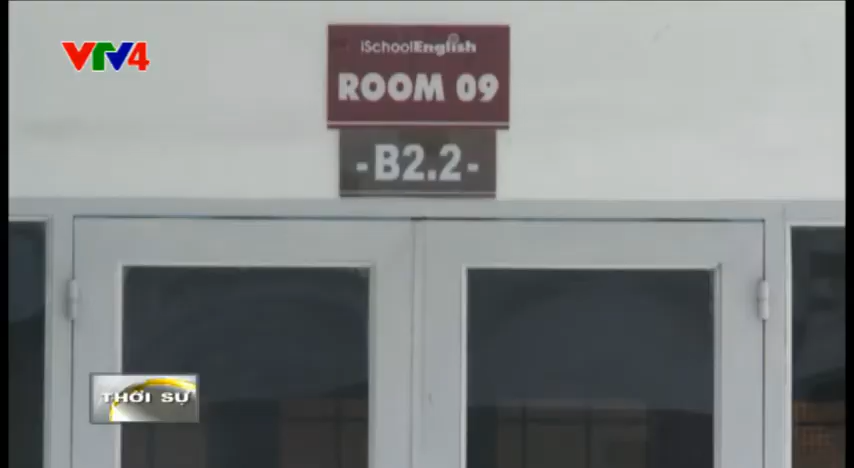 VTV4
iSchoolEnglish
ROOM 09
-B2.2-
THỜI SỰ